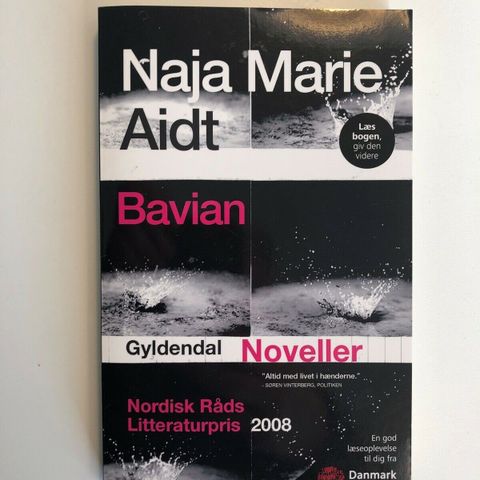 Naja Marie
Aidt
Læs
bogen,
giv den
videre
Bavian
Gyldendal
Noveller
"Altid med livet i hænderne."
- SØREN VINTERBERG, POLITIKEN
Nordisk Råds
Litteraturpris 2008
En god
læseoplevelse
til dig fra
Danmark